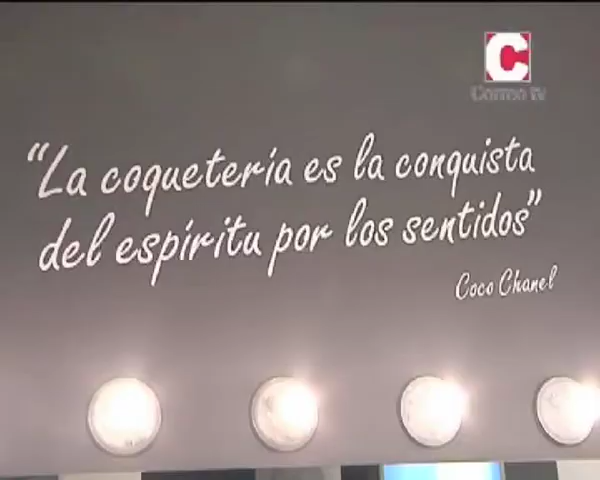 C
Correo tv
“La coquetería es la conquista
del espíritu por los sentidos”
Coco Chanel